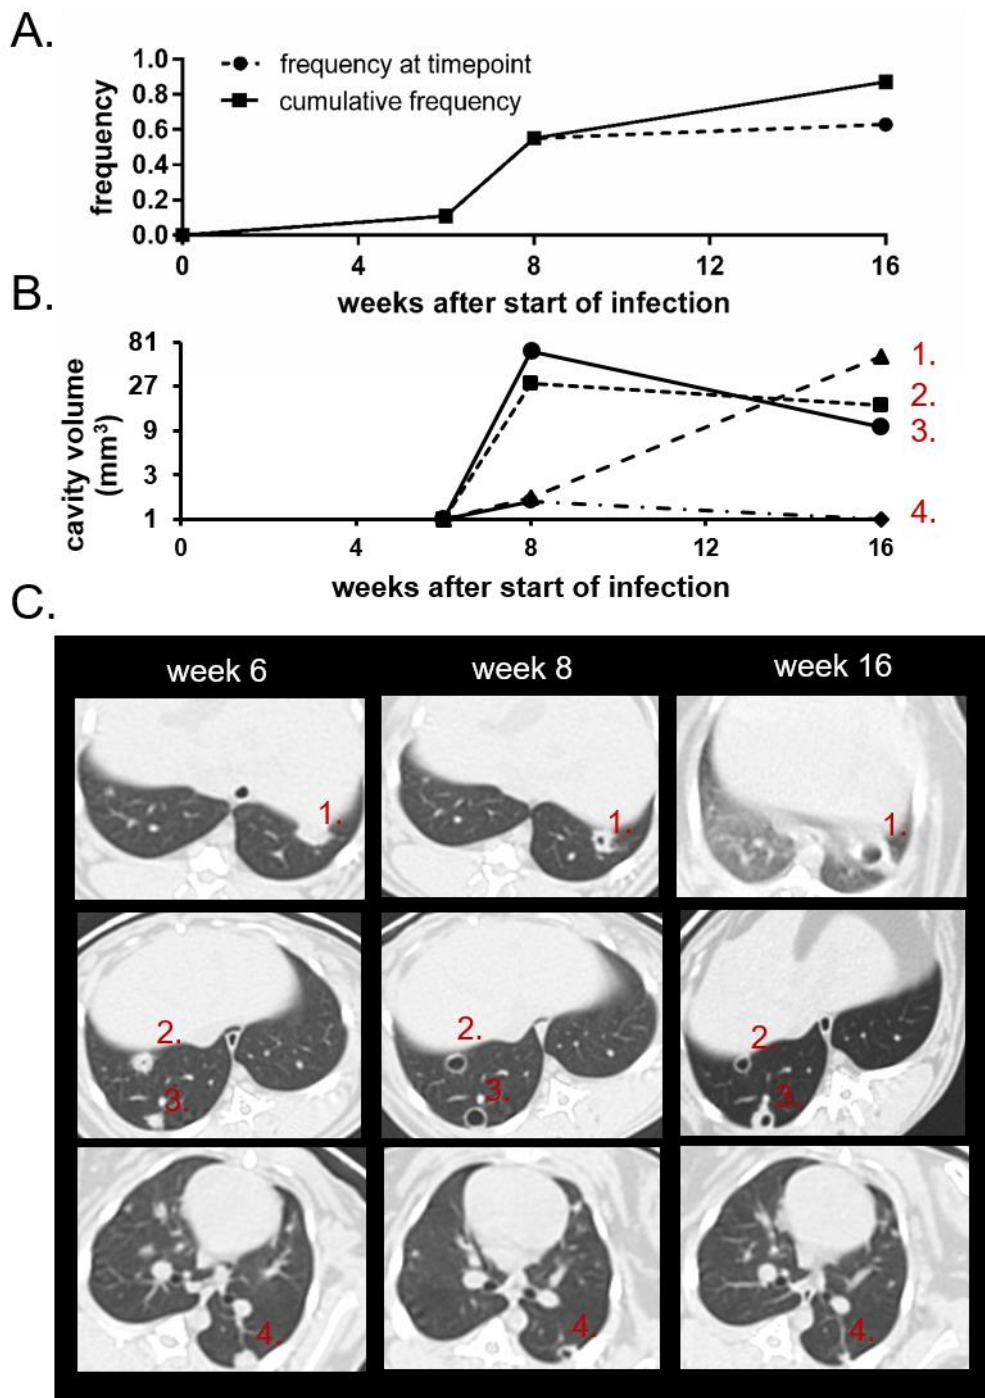 A.
frequency
1.0
0.8
0.6
0.4
0.2
0.0
frequency at timepoint
cumulative frequency
0 4 8 12 16
weeks after start of infection
B.
cavity volume
(mm³)
81
27
9
3
1
1.
2.
3.
4.
0 4 8 12 16
weeks after start of infection
C.
week 6 week 8 week 16
1. 1. 1.
2. 2. 2.
3. 3. 3.
4. 4. 4.